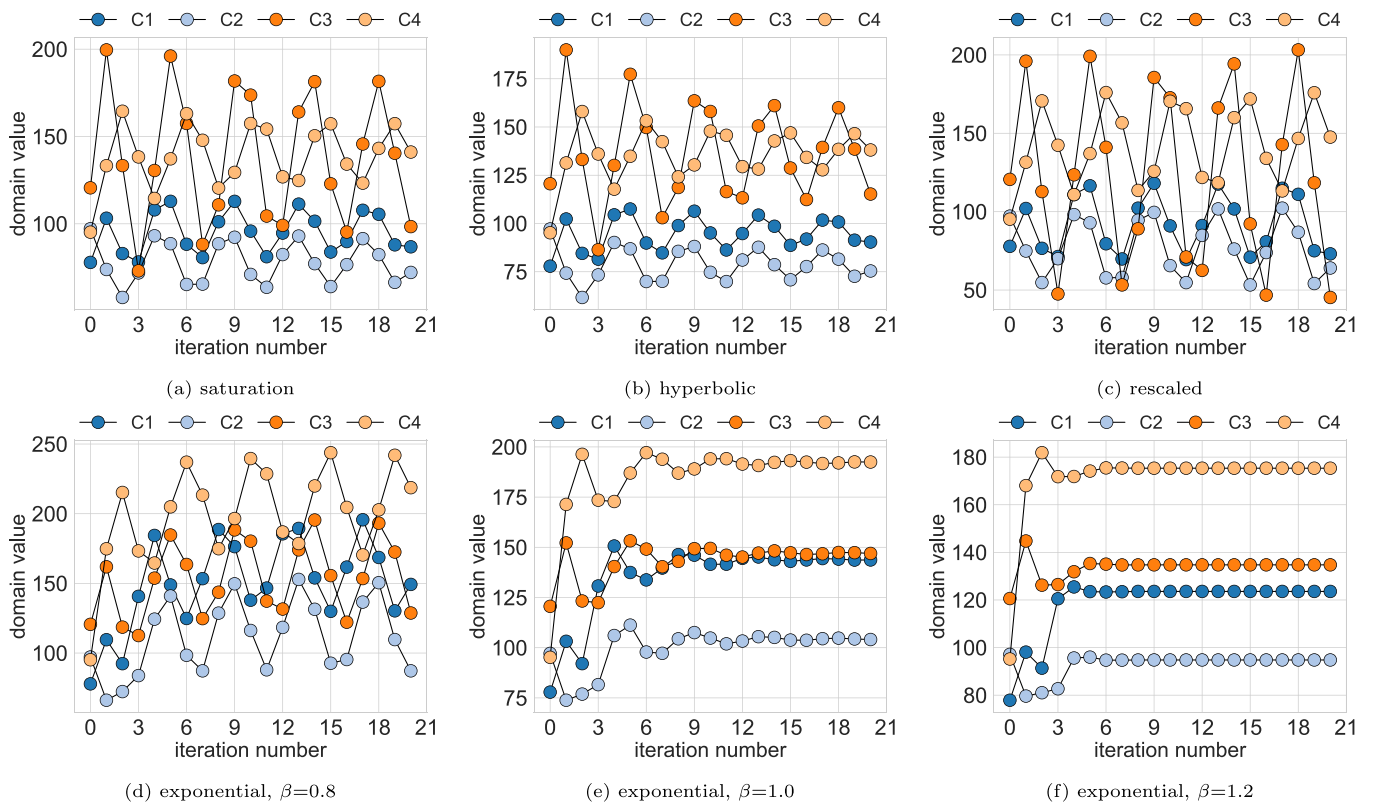 C1 C2 C3 C4
domain value
200
150
100
0 3 6 9 12 15 18 21
iteration number
(a) saturation
C1 C2 C3 C4
domain value
175
150
125
100
75
0 3 6 9 12 15 18 21
iteration number
(b) hyperbolic
C1 C2 C3 C4
domain value
200
150
100
50
0 3 6 9 12 15 18 21
iteration number
(c) rescaled
C1 C2 C3 C4
domain value
250
200
150
100
0 3 6 9 12 15 18 21
iteration number
(d) exponential, β=0.8
C1 C2 C3 C4
domain value
200
175
150
125
100
75
0 3 6 9 12 15 18 21
iteration number
(e) exponential, β=1.0
C1 C2 C3 C4
domain value
180
160
140
120
100
80
0 3 6 9 12 15 18 21
iteration number
(f) exponential, β=1.2